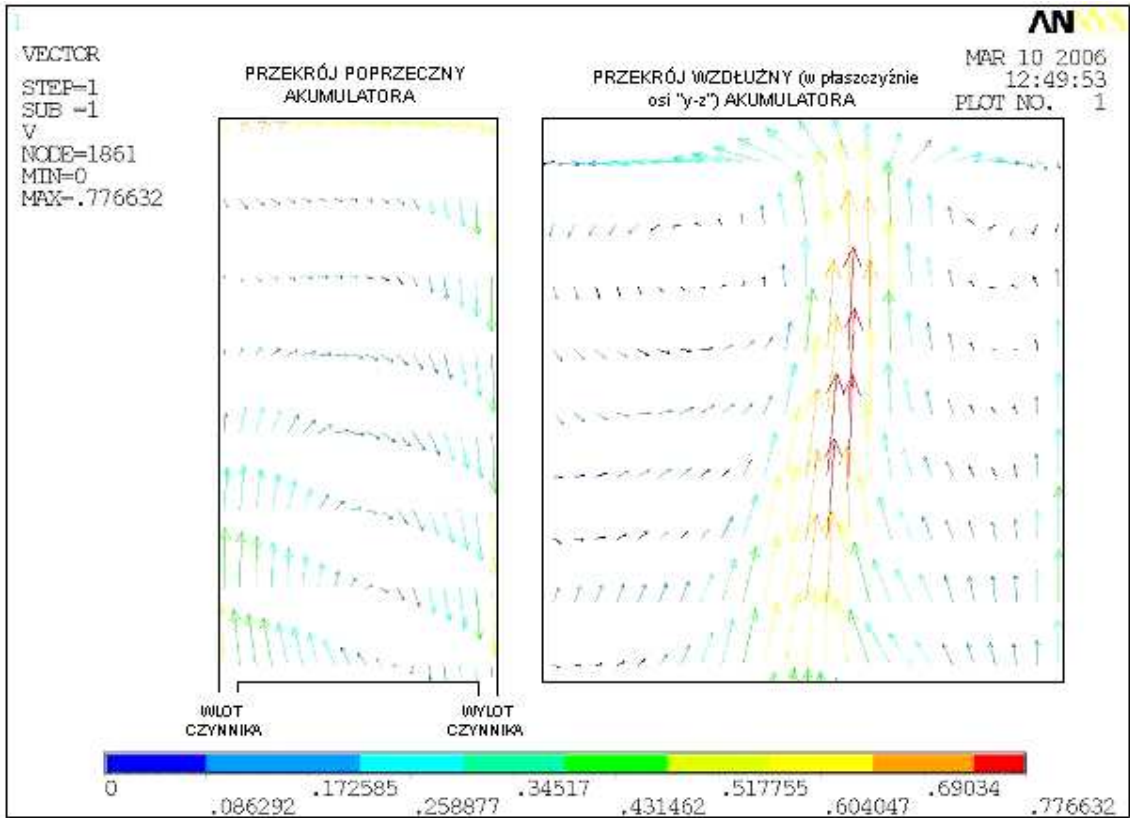 1
AN
VECTOR
STEP=1
SUB =1
V
NODE=1861
MIN=0
MAX=.776632
MAR 10 2006
12:49:53
PLOT NO. 1
PRZEKRÓJ POPRZECZNY
AKUMULATORA
PRZEKRÓJ WZDŁUŻNY (w płaszczyźnie
osi "y-z") AKUMULATORA
WLOT
CZYNNIKA
WYLOT
CZYNNIKA
0
.086292
.172585
.258877
.34517
.431462
.517755
.604047
.69034
.776632